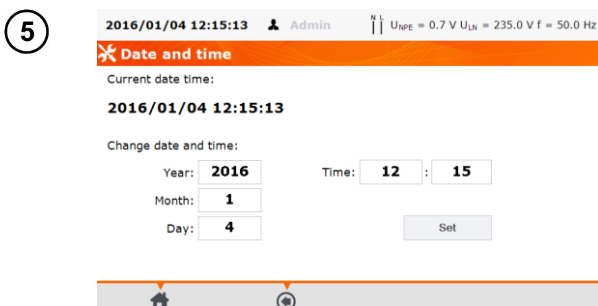 5
2016/01/04 12:15:13 Admin N L UNPE = 0.7 V ULN = 235.0 V f = 50.0 Hz
Date and time
Current date time:
2016/01/04 12:15:13
Change date and time:
Year: 2016 Time: 12 : 15
Month: 1
Day: 4 Set